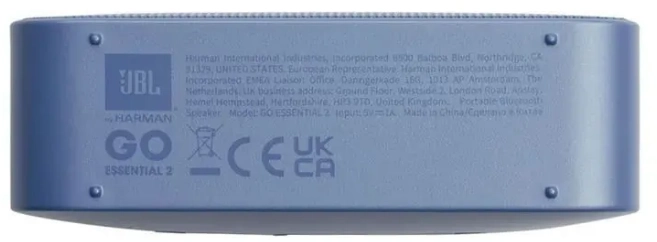 JBL
by HARMAN
GO
ESSENTIAL 2
Harman International Industries, Incorporated 8500 Balboa Blvd, Northridge, CA
91329, UNITED STATES. European Representative: Harman International Industries,
Incorporated EMEA Liaison Office, 1013 AP Amsterdam, The
Netherlands, UK business address: Ground Floor, Westside 2, London Road, Apsley,
Hemel Hempstead, Hertfordshire, HP3 9TD, United Kingdom. Portable Bluetooth
Speaker Model: GO ESSENTIAL 2 Input: 5V⎓1A Made in China/Сделано в Китае
CE
UK
CA